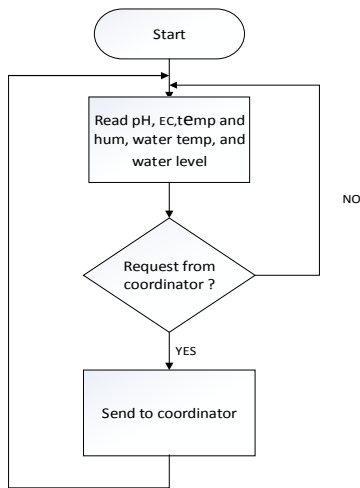 Start
Read pH, EC,temp and
hum, water temp, and
water level
NO
Request from
coordinator ?
YES
Send to coordinator